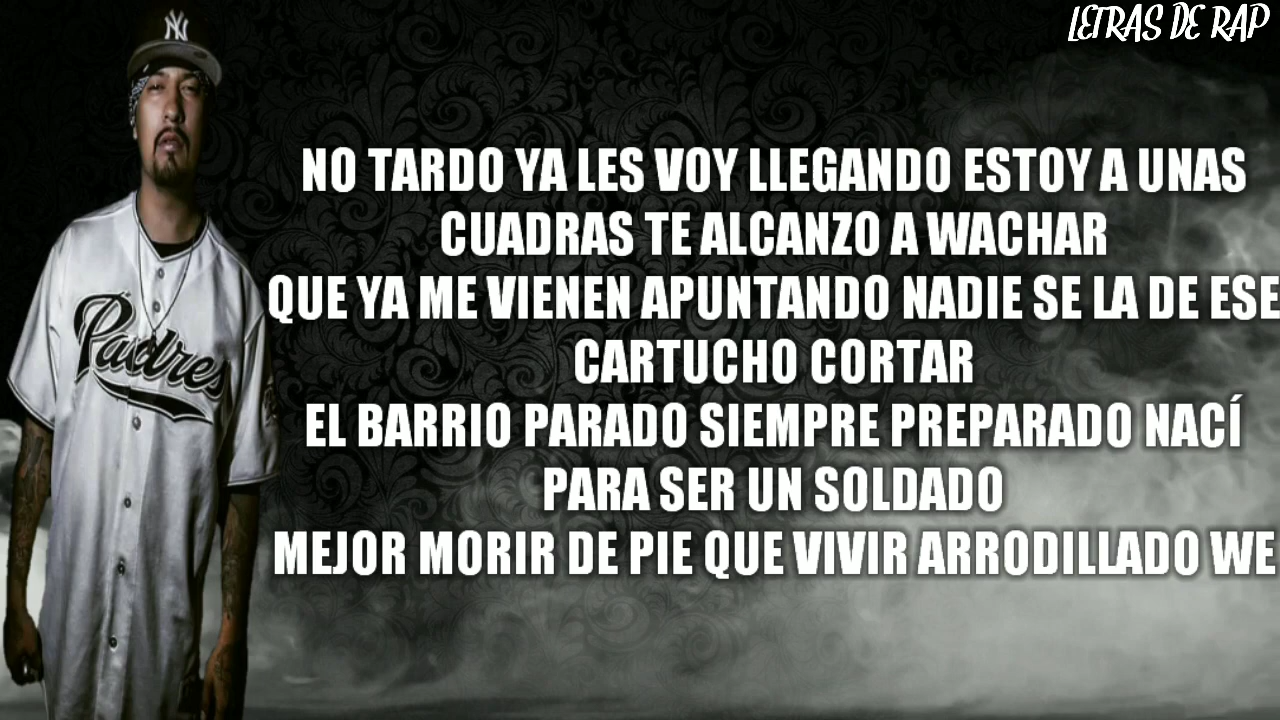 LETRAS DE RAP
NY
Padres
NO TARDO YA LES VOY LLEGANDO ESTOY A UNAS
CUADRAS TE ALCANZO A WACHAR
QUE YA ME VIENEN APUNTANDO NADIE SE LA DE ESE
CARTUCHO CORTAR
EL BARRIO PARADO SIEMPRE PREPARADO NACÍ
PARA SER UN SOLDADO
MEJOR MORIR DE PIE QUE VIVIR ARRODILLADO WE